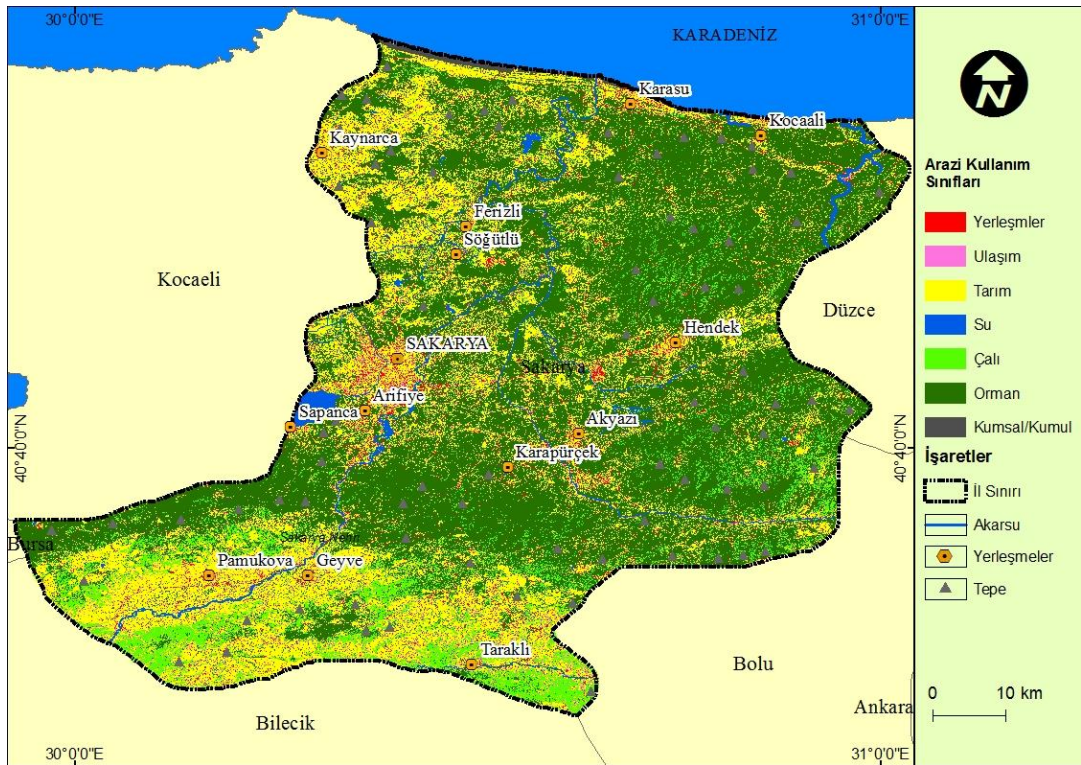 30°0'0"E
31°0'0"E
KARADENİZ
N
Karasu
Kocaali
Kaynarca
Ferizli
Söğütlü
Kocaeli
Düzce
Hendek
SAKARYA
Sakarya
Arifiye
Sapanca
Akyazı
Karapürçek
40°40'0"N
40°40'0"N
Bursa
Sakarya Nehri
Pamukova
Geyve
Taraklı
Bolu
Bilecik
Ankara
30°0'0"E
31°0'0"E
Arazi Kullanım
Sınıfları
Yerleşmler
Ulaşım
Tarım
Su
Çalı
Orman
Kumsal/Kumul
İşaretler
İl Sınırı
Akarsu
Yerleşmeler
Tepe
0 10 km